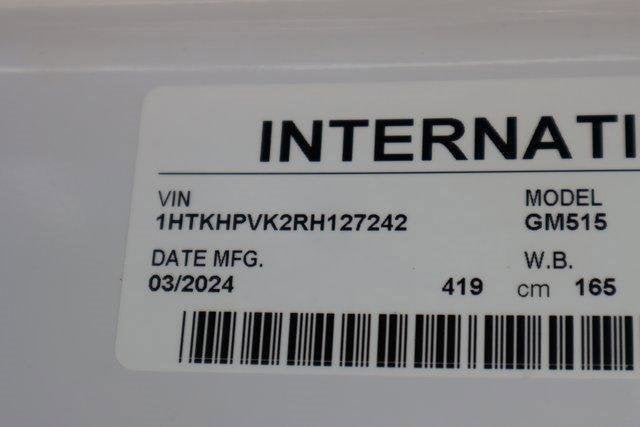 INTERNATI
VIN MODEL
1HTKHPVK2RH127242 GM515
DATE MFG. W.B.
03/2024 419 cm 165